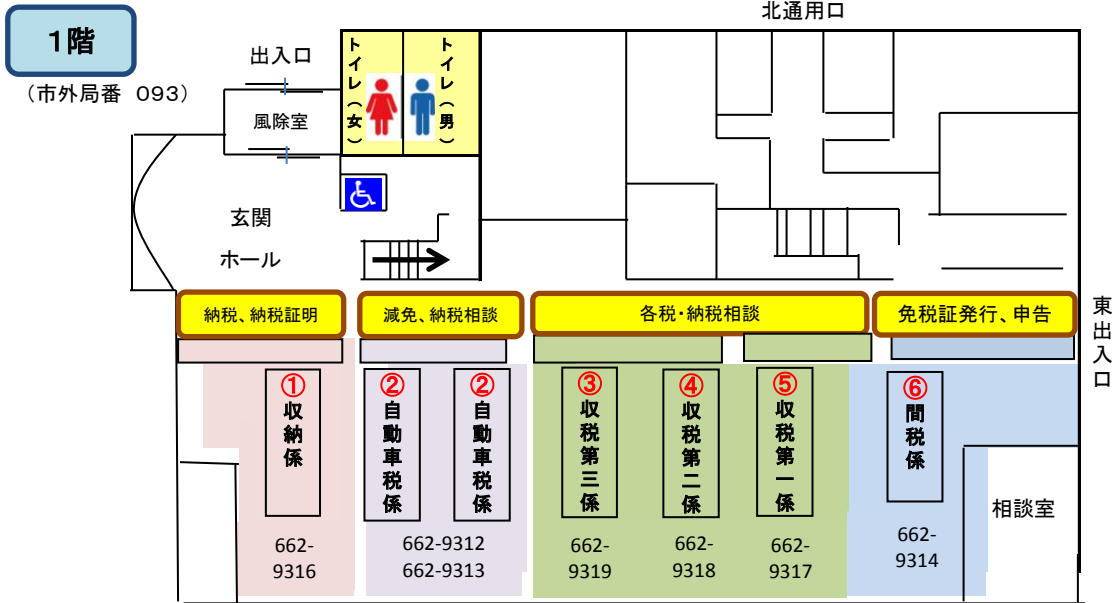 1階
（市外局番 093）
北通用口
出入口
風除室
トイレ（女）
トイレ（男）
玄関
ホール
納税、納税証明
減免、納税相談
各税・納税相談
免税証発行、申告
東出入口
①収納係
②自動車税係
②自動車税係
③収税第三係
④収税第二係
⑤収税第一係
⑥間税係
相談室
662-
9316
662-9312
662-9313
662-
9319
662-
9318
662-
9317
662-
9314